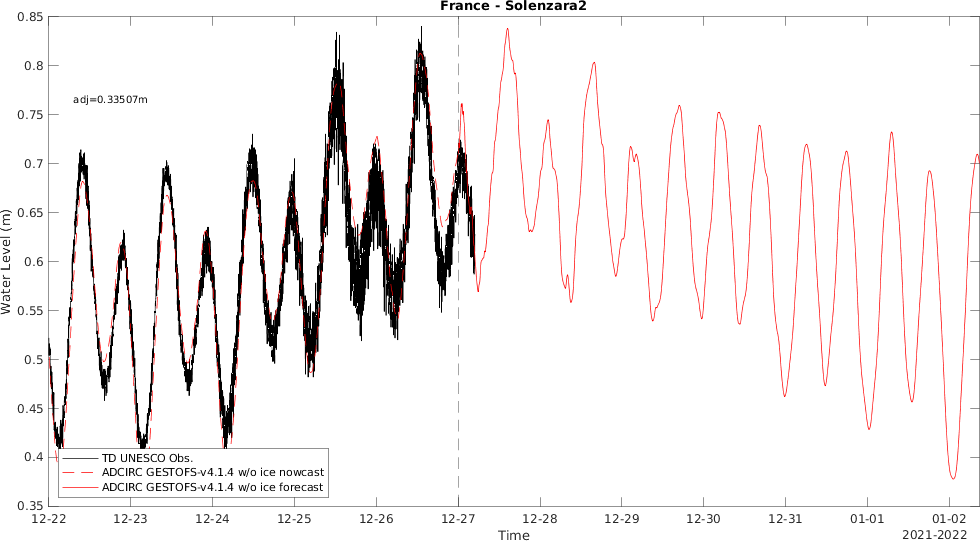 France - Solenzara2
0.85
0.8
0.75
0.7
0.65
0.6
0.55
0.5
0.45
0.4
0.35
Water Level (m)
adj=0.33507m
TD UNESCO Obs.
ADCIRC GESTOFS-v4.1.4 w/o ice nowcast
ADCIRC GESTOFS-v4.1.4 w/o ice forecast
12-22 12-23 12-24 12-25 12-26 12-27 12-28 12-29 12-30 12-31 01-01 01-02
Time
2021-2022